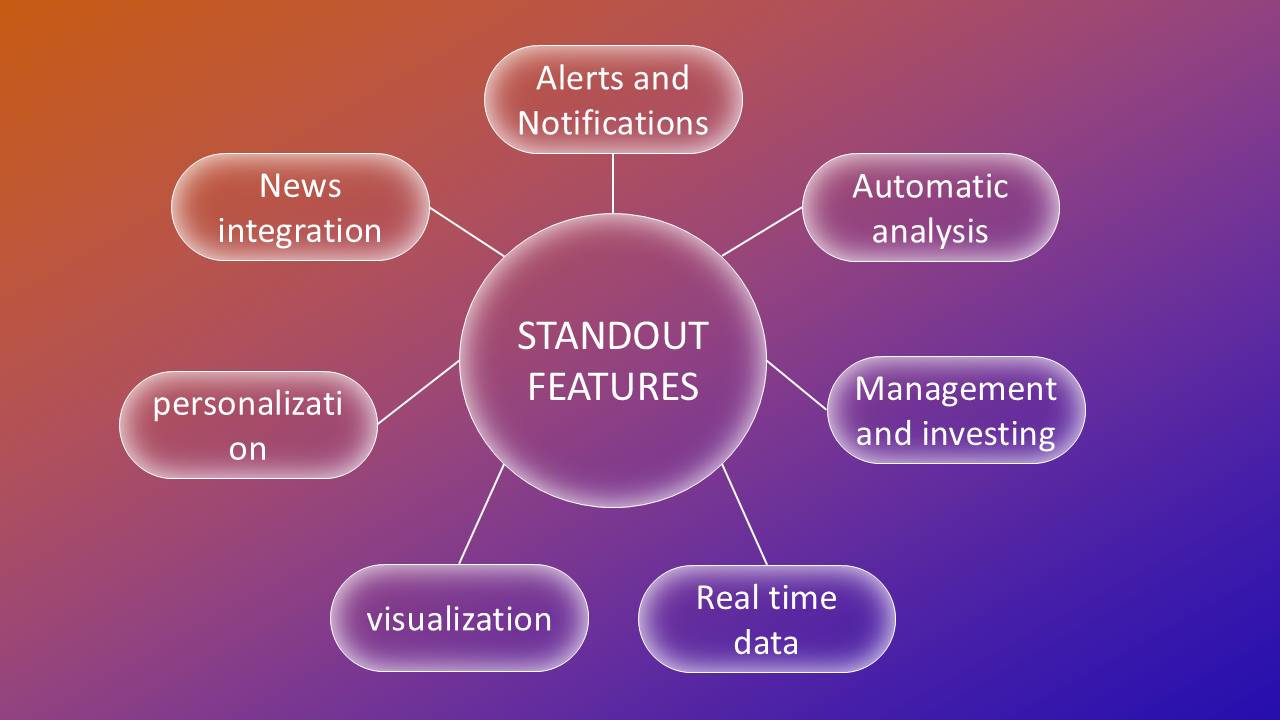 Alerts and
Notifications
News
integration
Automatic
analysis
STANDOUT
FEATURES
personalizati
on
Management
and investing
visualization
Real time
data